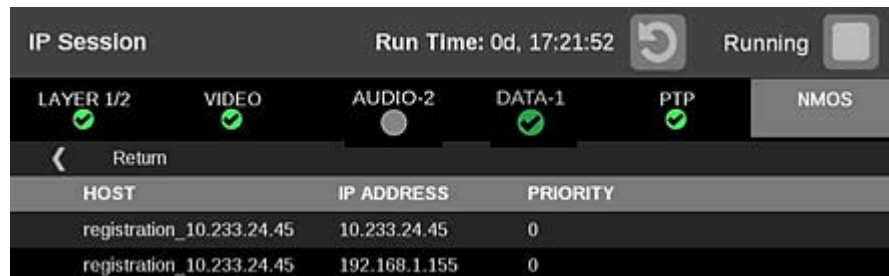 IP Session Run Time: 0d, 17:21:52 Running
LAYER 1/2 VIDEO AUDIO-2 DATA-1 PTP NMOS
Return
HOST IP ADDRESS PRIORITY
registration_10.233.24.45 10.233.24.45 0
registration_10.233.24.45 192.168.1.155 0